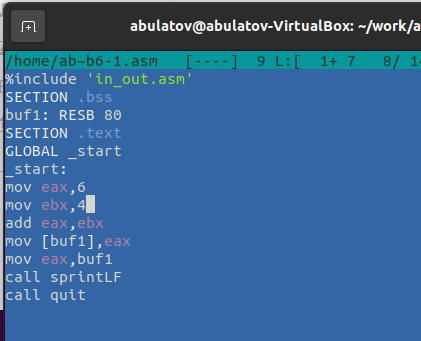 abulatov@abulatov-VirtualBox: ~/work/a
/home/ab~b6-1.asm [----] 9 L:[ 1+ 7 8/ 14
%include 'in_out.asm'
SECTION .bss
buf1: RESB 80
SECTION .text
GLOBAL _start
_start:
mov eax,6
mov ebx,4
add eax,ebx
mov [buf1],eax
mov eax,buf1
call sprintLF
call quit